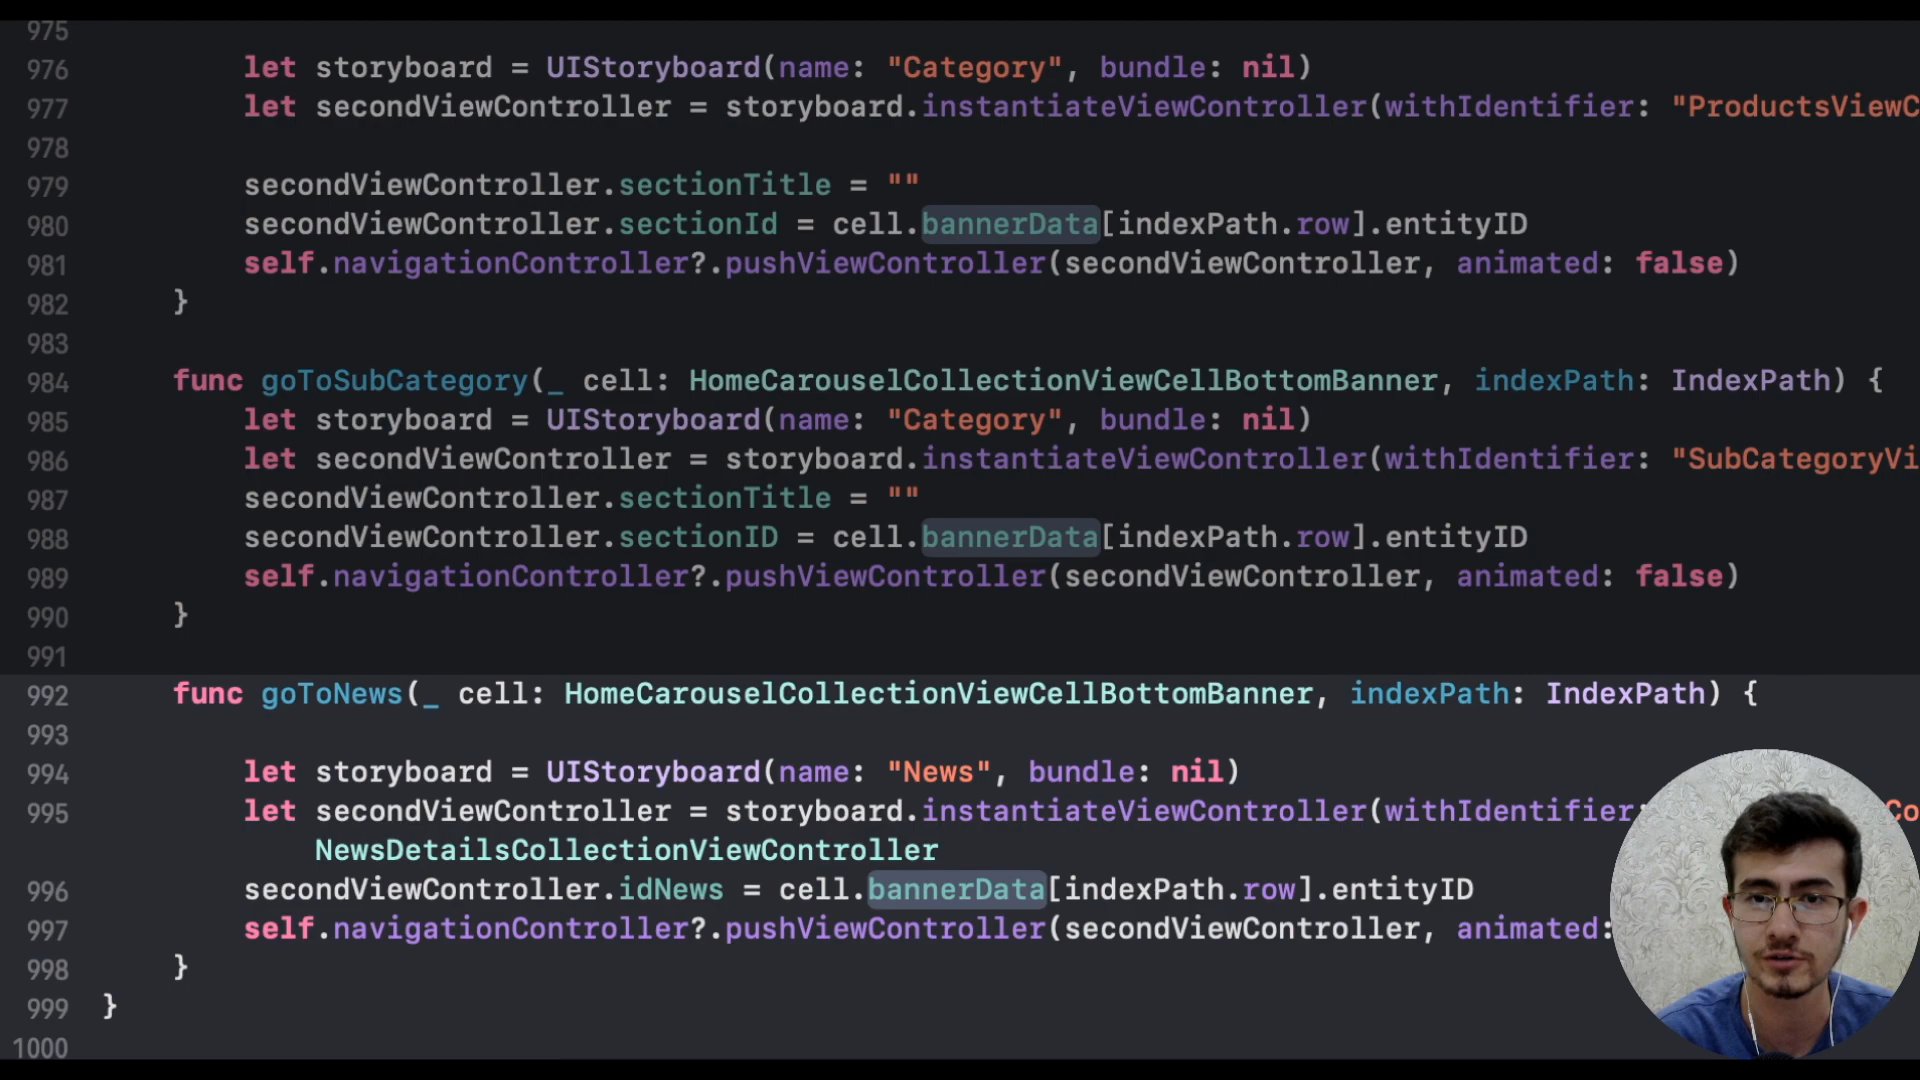 975
976 let storyboard = UIStoryboard(name: "Category", bundle: nil)
977 let secondViewController = storyboard.instantiateViewController(withIdentifier: "ProductsViewC
978
979 secondViewController.sectionTitle = ""
980 secondViewController.sectionId = cell.bannerData[indexPath.row].entityID
981 self.navigationController?.pushViewController(secondViewController, animated: false)
982 }
983
984 func goToSubCategory(_ cell: HomeCarouselCollectionViewCellBottomBanner, indexPath: IndexPath) {
985 let storyboard = UIStoryboard(name: "Category", bundle: nil)
986 let secondViewController = storyboard.instantiateViewController(withIdentifier: "SubCategoryVi
987 secondViewController.sectionTitle = ""
988 secondViewController.sectionID = cell.bannerData[indexPath.row].entityID
989 self.navigationController?.pushViewController(secondViewController, animated: false)
990 }
991
992 func goToNews(_ cell: HomeCarouselCollectionViewCellBottomBanner, indexPath: IndexPath) {
993
994 let storyboard = UIStoryboard(name: "News", bundle: nil)
995 let secondViewController = storyboard.instantiateViewController(withIdentifier: Co
NewsDetailsCollectionViewController
996 secondViewController.idNews = cell.bannerData[indexPath.row].entityID
997 self.navigationController?.pushViewController(secondViewController, animated:
998 }
999 }
1000